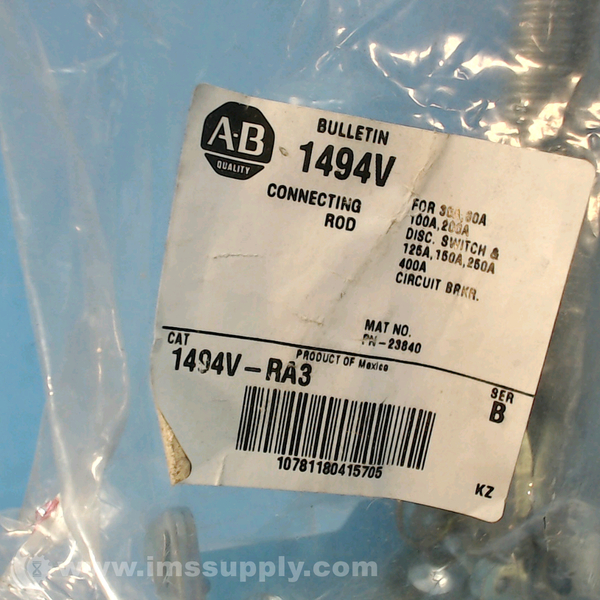 A-B
QUALITY
BULLETIN
1494V
CONNECTING
ROD
FOR 30A, 60A
100A, 200A
DISC. SWITCH &
125A, 150A, 250A
400A
CIRCUIT BRKR.
MAT NO.
PN-23840
CAT
1494V-RA3
PRODUCT OF Mexico
SER
B
10781180415705
KZ
www.imssupply.com